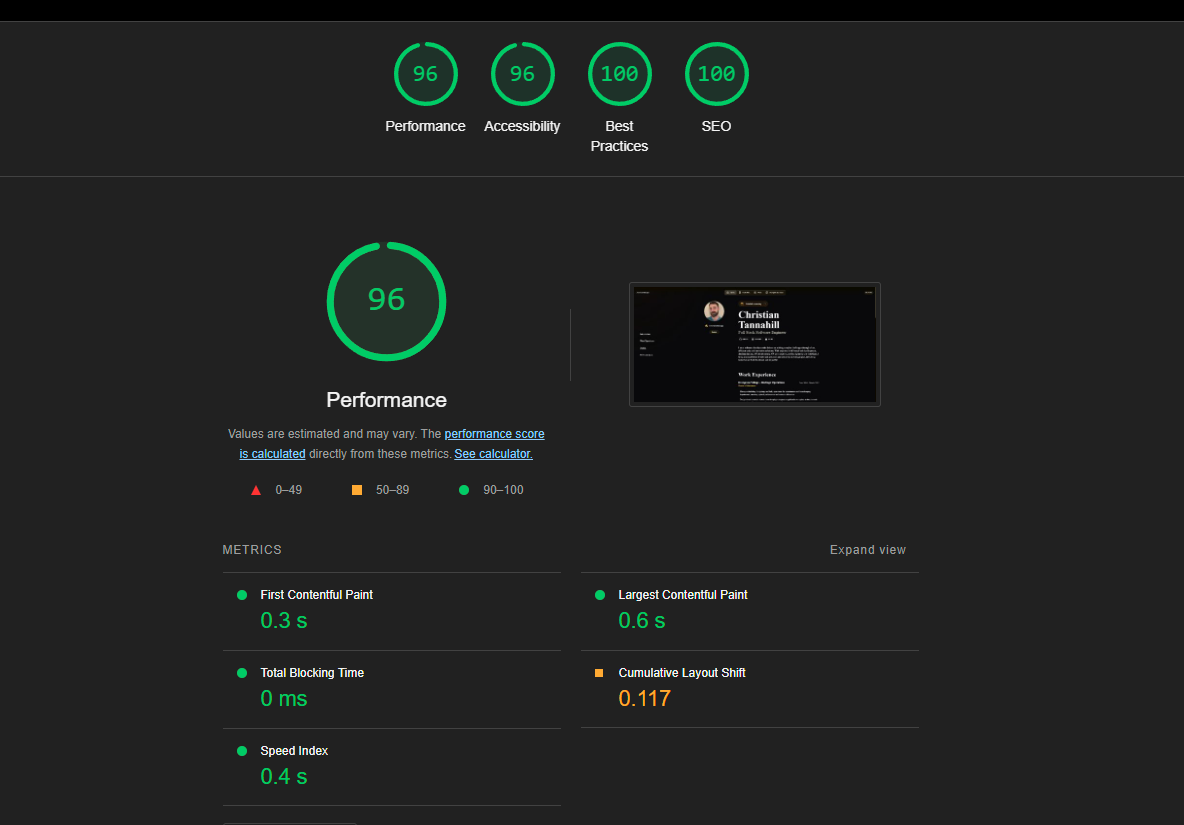 96
96
100
100
Performance
Accessibility
Best
Practices
SEO
96
Performance
Values are estimated and may vary. The performance score
is calculated directly from these metrics. See calculator.
0–49
50–89
90–100
Christian
Tannahill
Full Stack Software Engineer
Work Experience
METRICS
Expand view
First Contentful Paint
0.3 s
Largest Contentful Paint
0.6 s
Total Blocking Time
0 ms
Cumulative Layout Shift
0.117
Speed Index
0.4 s